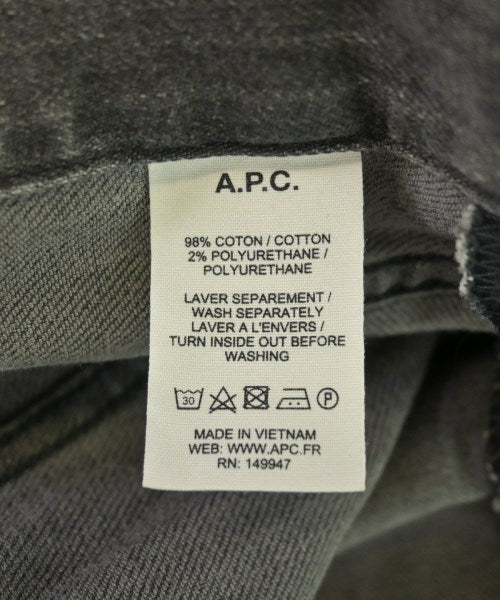 A.P.C.
98% COTON / COTTON
2% POLYURETHANE /
POLYURETHANE
LAVER SEPAREMENT /
WASH SEPARATELY
LAVER A L'ENVERS /
TURN INSIDE OUT BEFORE
WASHING
30 P
MADE IN VIETNAM
WEB: WWW.APC.FR
RN: 149947